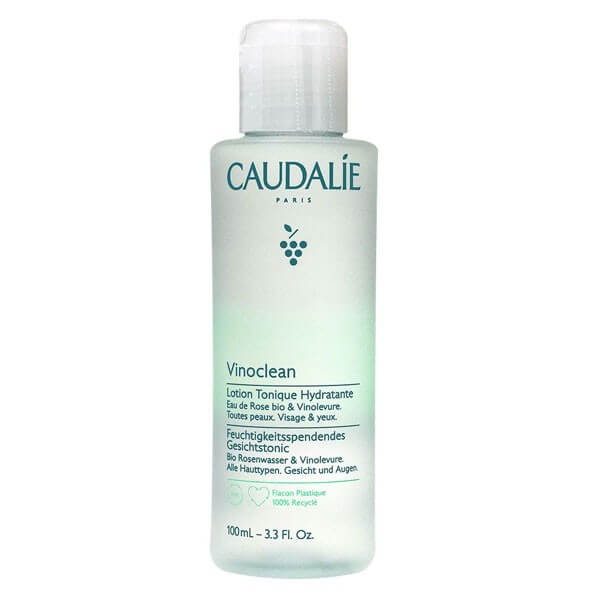 CAUDALÍE
PARIS
Vinoclean
Lotion Tonique Hydratante
Eau de Rose bio & Vinolevure.
Toutes peaux. Visage & yeux.
Feuchtigkeitsspendendes
Gesichtstonic
Bio Rosenwasser & Vinolevure.
Alle Hauttypen. Gesicht und Augen.
Flacon Plastique
100% Recyclé
100mL – 3.3 Fl. Oz.